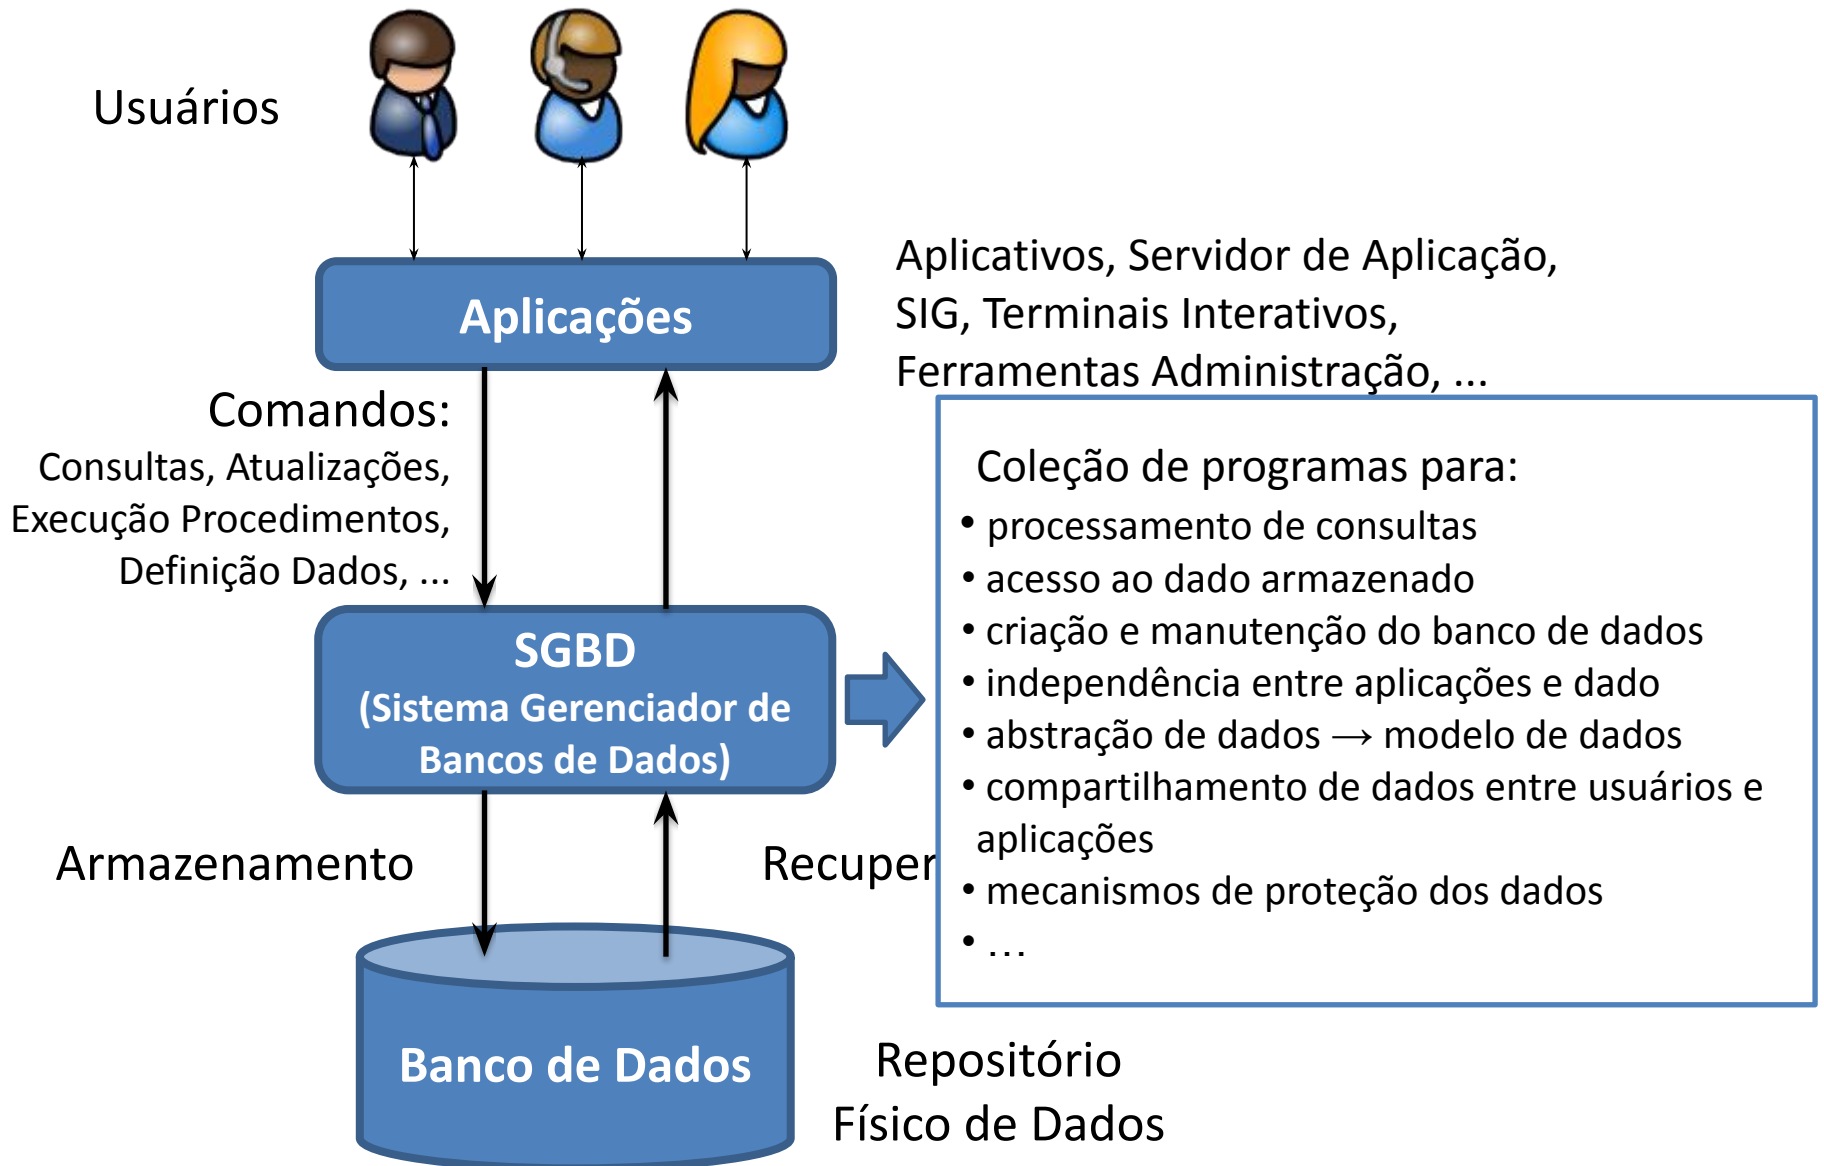 Usuários
Aplicações
Aplicativos, Servidor de Aplicação,
SIG, Terminais Interativos,
Ferramentas Administração, ...
Comandos:
Consultas, Atualizações,
Execução Procedimentos,
Definição Dados, ...
SGBD
(Sistema Gerenciador de
Bancos de Dados)
Coleção de programas para:
• processamento de consultas
• acesso ao dado armazenado
• criação e manutenção do banco de dados
• independência entre aplicações e dado
• abstração de dados → modelo de dados
• compartilhamento de dados entre usuários e
aplicações
• mecanismos de proteção dos dados
• ...
Armazenamento
Recuper
Banco de Dados
Repositório
Físico de Dados